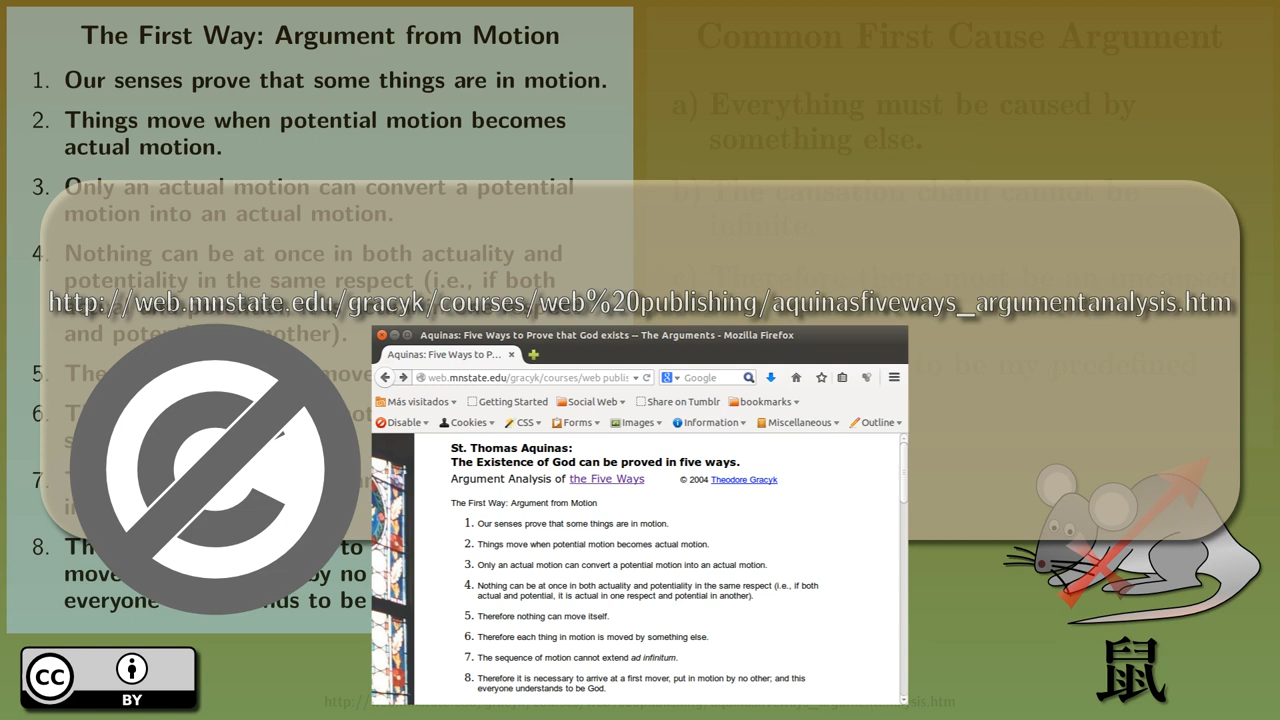 The First Way: Argument from Motion
1. Our senses prove that some things are in motion.
2. Things move when potential motion becomes
actual motion.
3. Only an actual motion can convert a potential
motion into an actual motion.
4. Nothing can be at once in both actuality and
potentiality in the same respect (i.e., if both
and
5.
6.
7.
8.
everyone
Common First Cause Argument
a) Everything must be caused by
something else.
b) The causation chain cannot be
infinite.
to be my predefined
http://web.mnstate.edu/gracyk/courses/web%20publishing/aquinasfiveways_argumentanalysis.htm
Aquinas: Five Ways to Prove that God exists – The Arguments - Mozilla Firefox
Aquinas: Five Ways to P...
web.mnstate.edu/gracyk/courses/web publis
Google
Más visitados
Getting Started
Social Web
Share on Tumblr
bookmarks
Disable
Cookies
CSS
Forms
Images
Information
Miscellaneous
Outline
St. Thomas Aquinas:
The Existence of God can be proved in five ways.
Argument Analysis of the Five Ways © 2004 Theodore Gracyk
The First Way: Argument from Motion
1. Our senses prove that some things are in motion.
2. Things move when potential motion becomes actual motion.
3. Only an actual motion can convert a potential motion into an actual motion.
4. Nothing can be at once in both actuality and potentiality in the same respect (i.e., if both
actual and potential, it is actual in one respect and potential in another).
5. Therefore nothing can move itself.
6. Therefore each thing in motion is moved by something else.
7. The sequence of motion cannot extend ad infinitum.
8. Therefore it is necessary to arrive at a first mover, put in motion by no other; and this
everyone understands to be God.
cc
BY
鼠